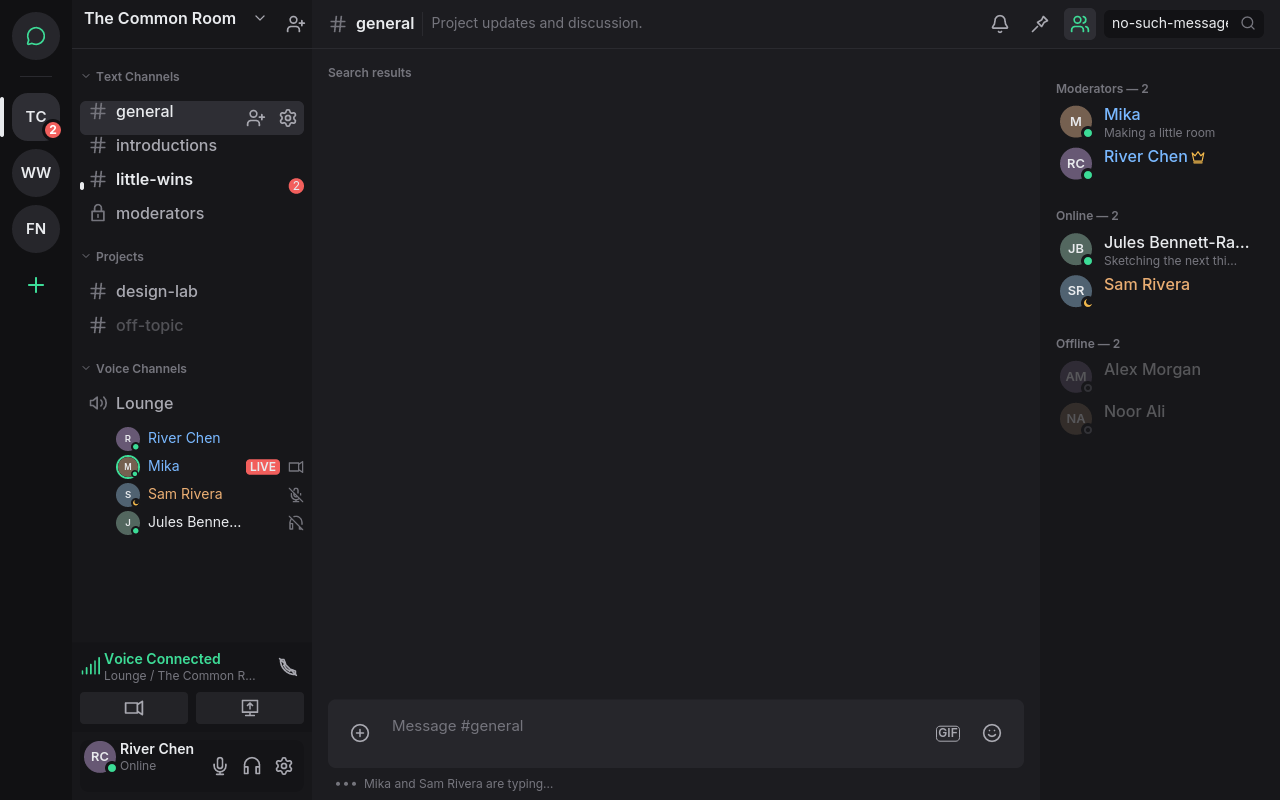 The Common Room
general
Project updates and discussion.
no-such-message
TC
2
WW
FN
Text Channels
general
introductions
little-wins
2
moderators
Projects
design-lab
off-topic
Voice Channels
Lounge
R
River Chen
M
Mika
LIVE
S
Sam Rivera
J
Jules Benne...
Voice Connected
Lounge / The Common R...
RC
River Chen
Online
Search results
Message #general
GIF
Mika and Sam Rivera are typing...
Moderators — 2
M
Mika
Making a little room
RC
River Chen
Online — 2
JB
Jules Bennett-Ra...
Sketching the next thi...
SR
Sam Rivera
Offline — 2
AM
Alex Morgan
NA
Noor Ali